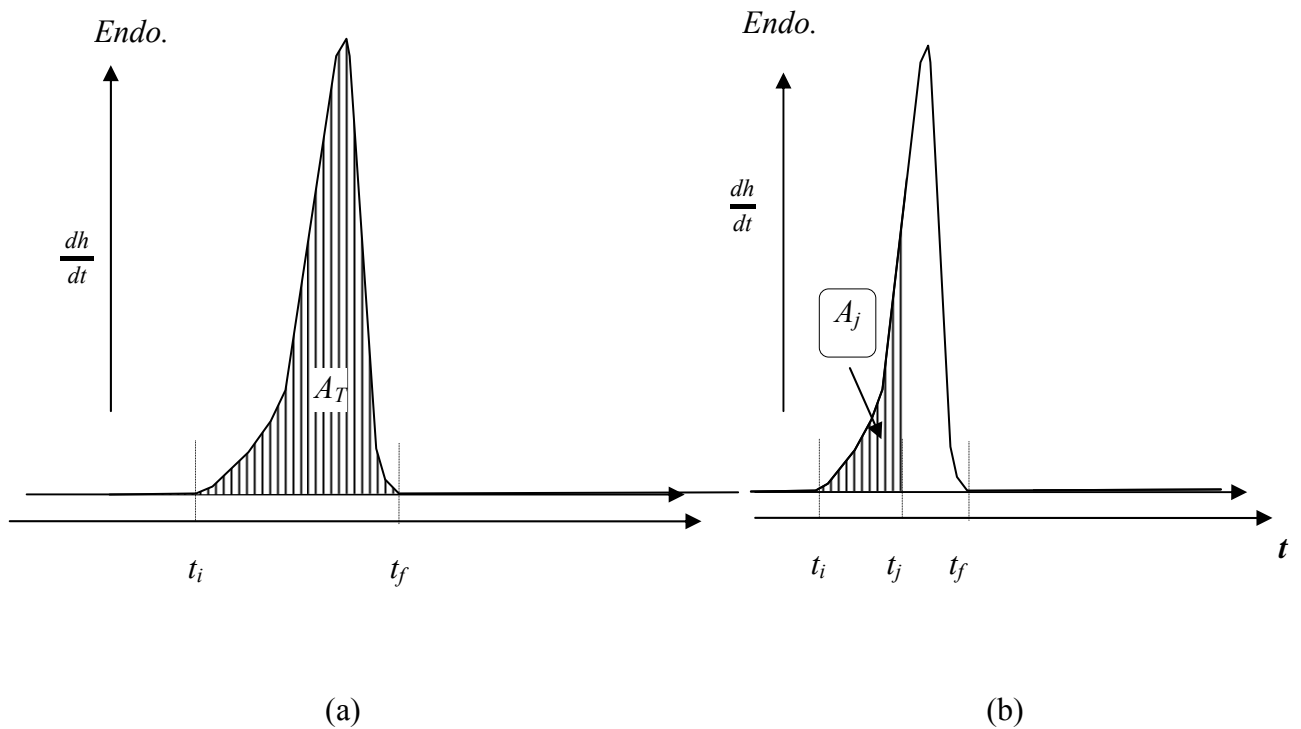 Endo.
dh
dt
A_T
t_i
t_f
(a)
Endo.
dh
dt
A_j
t_i
t_j
t_f
t
(b)